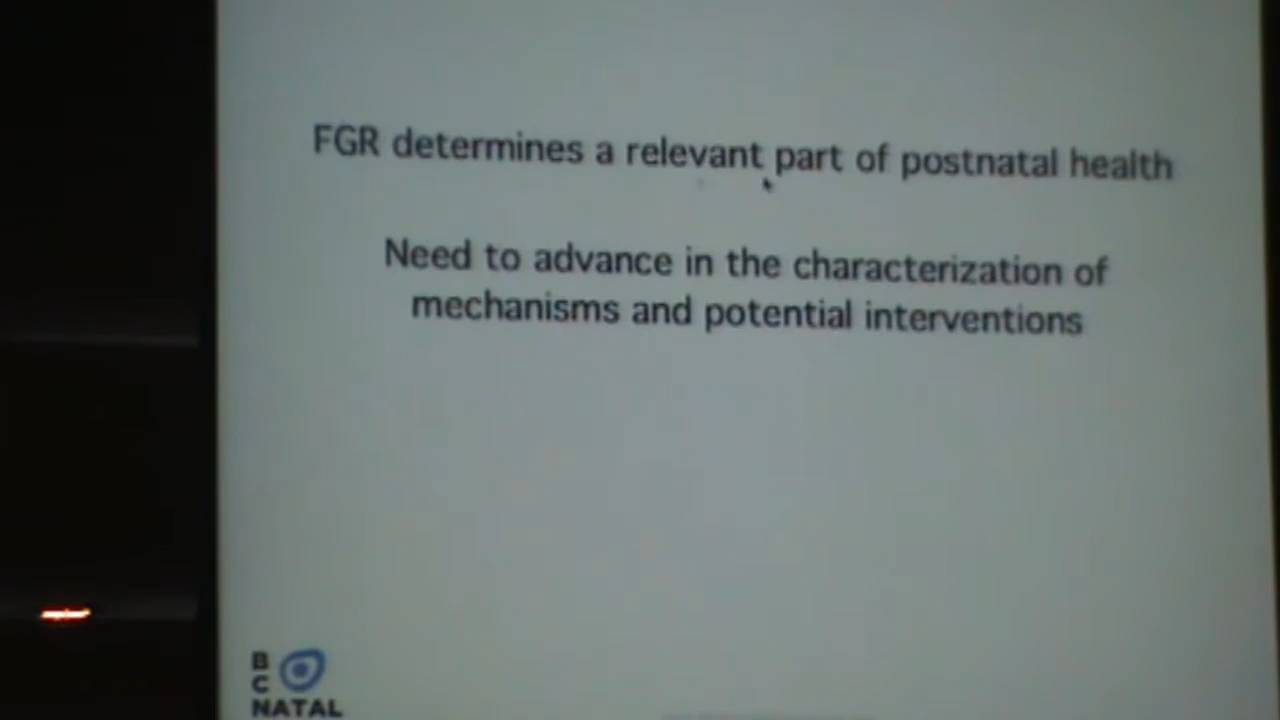 FGR determines a relevant part of postnatal health
Need to advance in the characterization of
mechanisms and potential interventions
B
C
NATAL